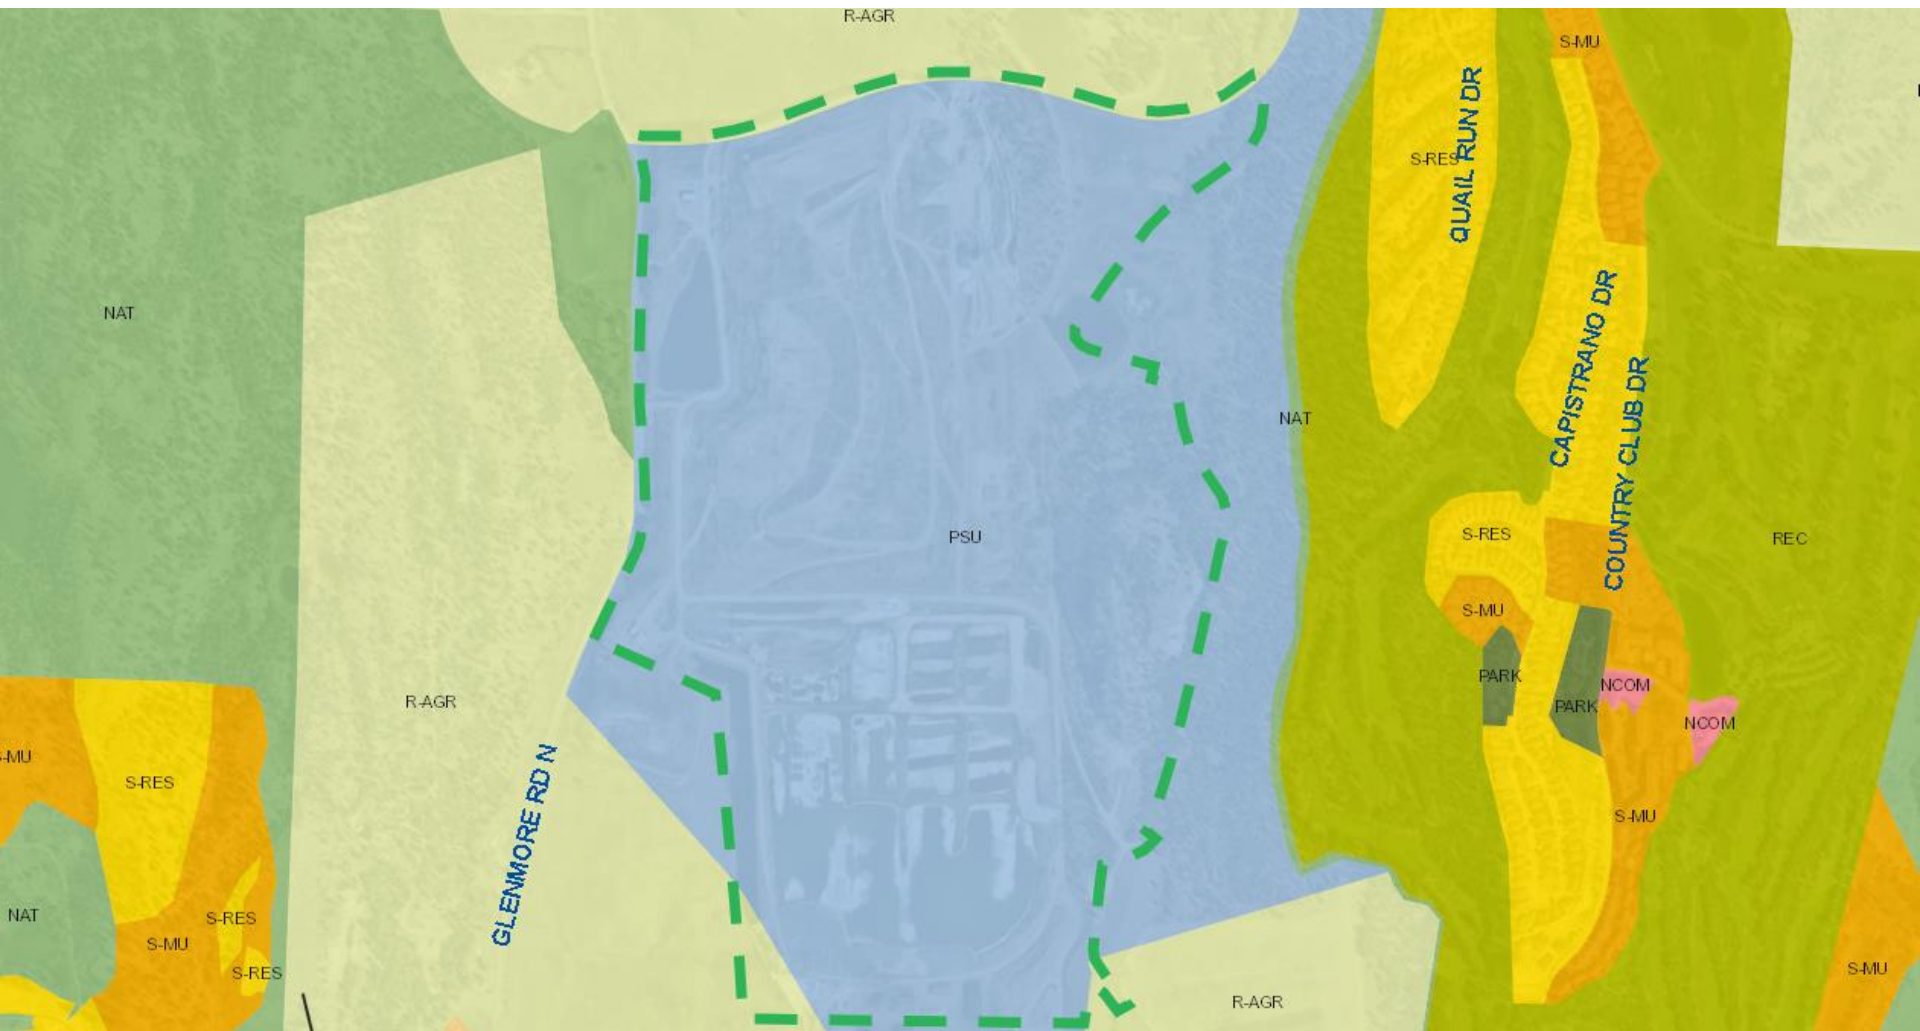 R-AGR
S-MU
S-RES
QUAIL RUN DR
NAT
CAPISTRANO DR
COUNTRY CLUB DR
NAT
PSU
S-RES
REC
S-MU
PARK
NCOM
R-AGR
PARK
NCOM
-MU
S-RES
GLENMORE RD N
S-MU
NAT
S-RES
S-MU
S-RES
S-MU
R-AGR